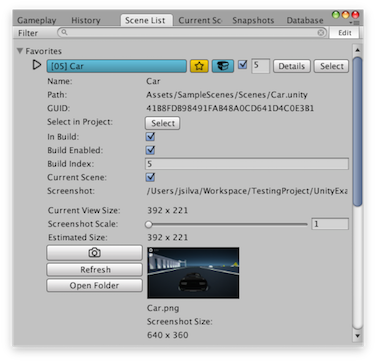 Gameplay History Scene List Current Sc Snapshots Database
Filter Edit
Favorites
[05] Car 5 Details Select
Name: Car
Path: Assets/SampleScenes/Scenes/Car.unity
GUID: 41B8FD898491FAB48A0CD641D4C0E3B1
Select in Project: Select
In Build:
Build Enabled:
Build Index: 5
Current Scene:
Screenshot: /Users/jsilva/Workspace/TestingProject/UnityExa
Current View Size: 392 x 221
Screenshot Scale: 1
Estimated Size: 392 x 221
Refresh
Open Folder
Car.png
Screenshot Size:
640 x 360